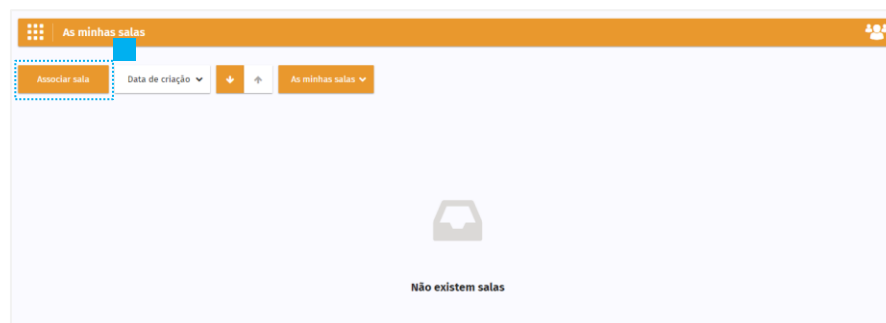 As minhas salas
Associar sala
Data de criação
As minhas salas
Não existem salas